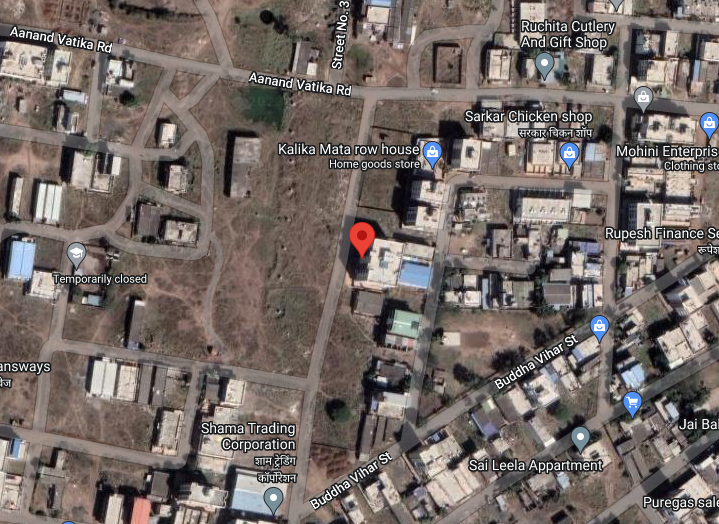 Aanand Vatika Rd
Street No. 3
Ruchita Cutlery
And Gift Shop
Aanand Vatika Rd
Sarkar Chicken shop
सरकार चिकन शॉप
Kalika Mata row house
Home goods store
Mohini Enterpris
Clothing sto
Rupesh Finance Se
रूपेश
Temporarily closed
Buddha Vihar St
answays
वेज
Shama Trading
Corporation
शाम ट्रेडिंग
कॉर्पोरेशन
Jai Bal
Sai Leela Appartment
Buddha Vihar St
Puregas sale